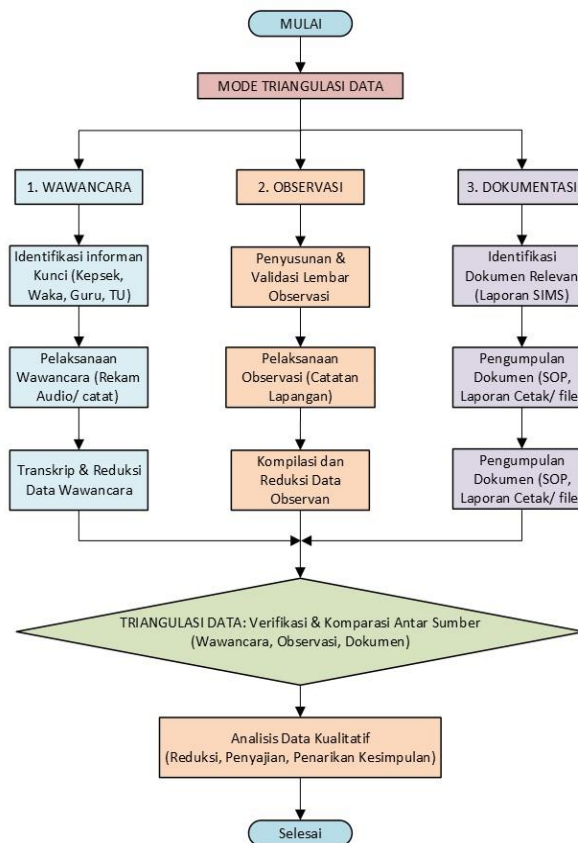 MULAI
MODE TRIANGULASI DATA
1. WAWANCARA
2. OBSERVASI
3. DOKUMENTASI
Identifikasi informan
Kunci (Kepsek,
Waka, Guru, TU)
Penyusunan &
Validasi Lembar
Observasi
Identifikasi
Dokumen Relevan
(Laporan SIMS)
Pelaksanaan
Wawancara (Rekam
Audio/ catat)
Pelaksanaan
Observasi (Catatan
Lapangan)
Pengumpulan
Dokumen (SOP,
Laporan Cetak/ file
Transkrip & Reduksi
Data Wawancara
Kompilasi dan
Reduksi Data
Observan
Pengumpulan
Dokumen (SOP,
Laporan Cetak/ file
TRIANGULASI DATA: Verifikasi & Komparasi Antar Sumber
(Wawancara, Observasi, Dokumen)
Analisis Data Kualitatif
(Reduksi, Penyajian, Penarikan Kesimpulan)
Selesai